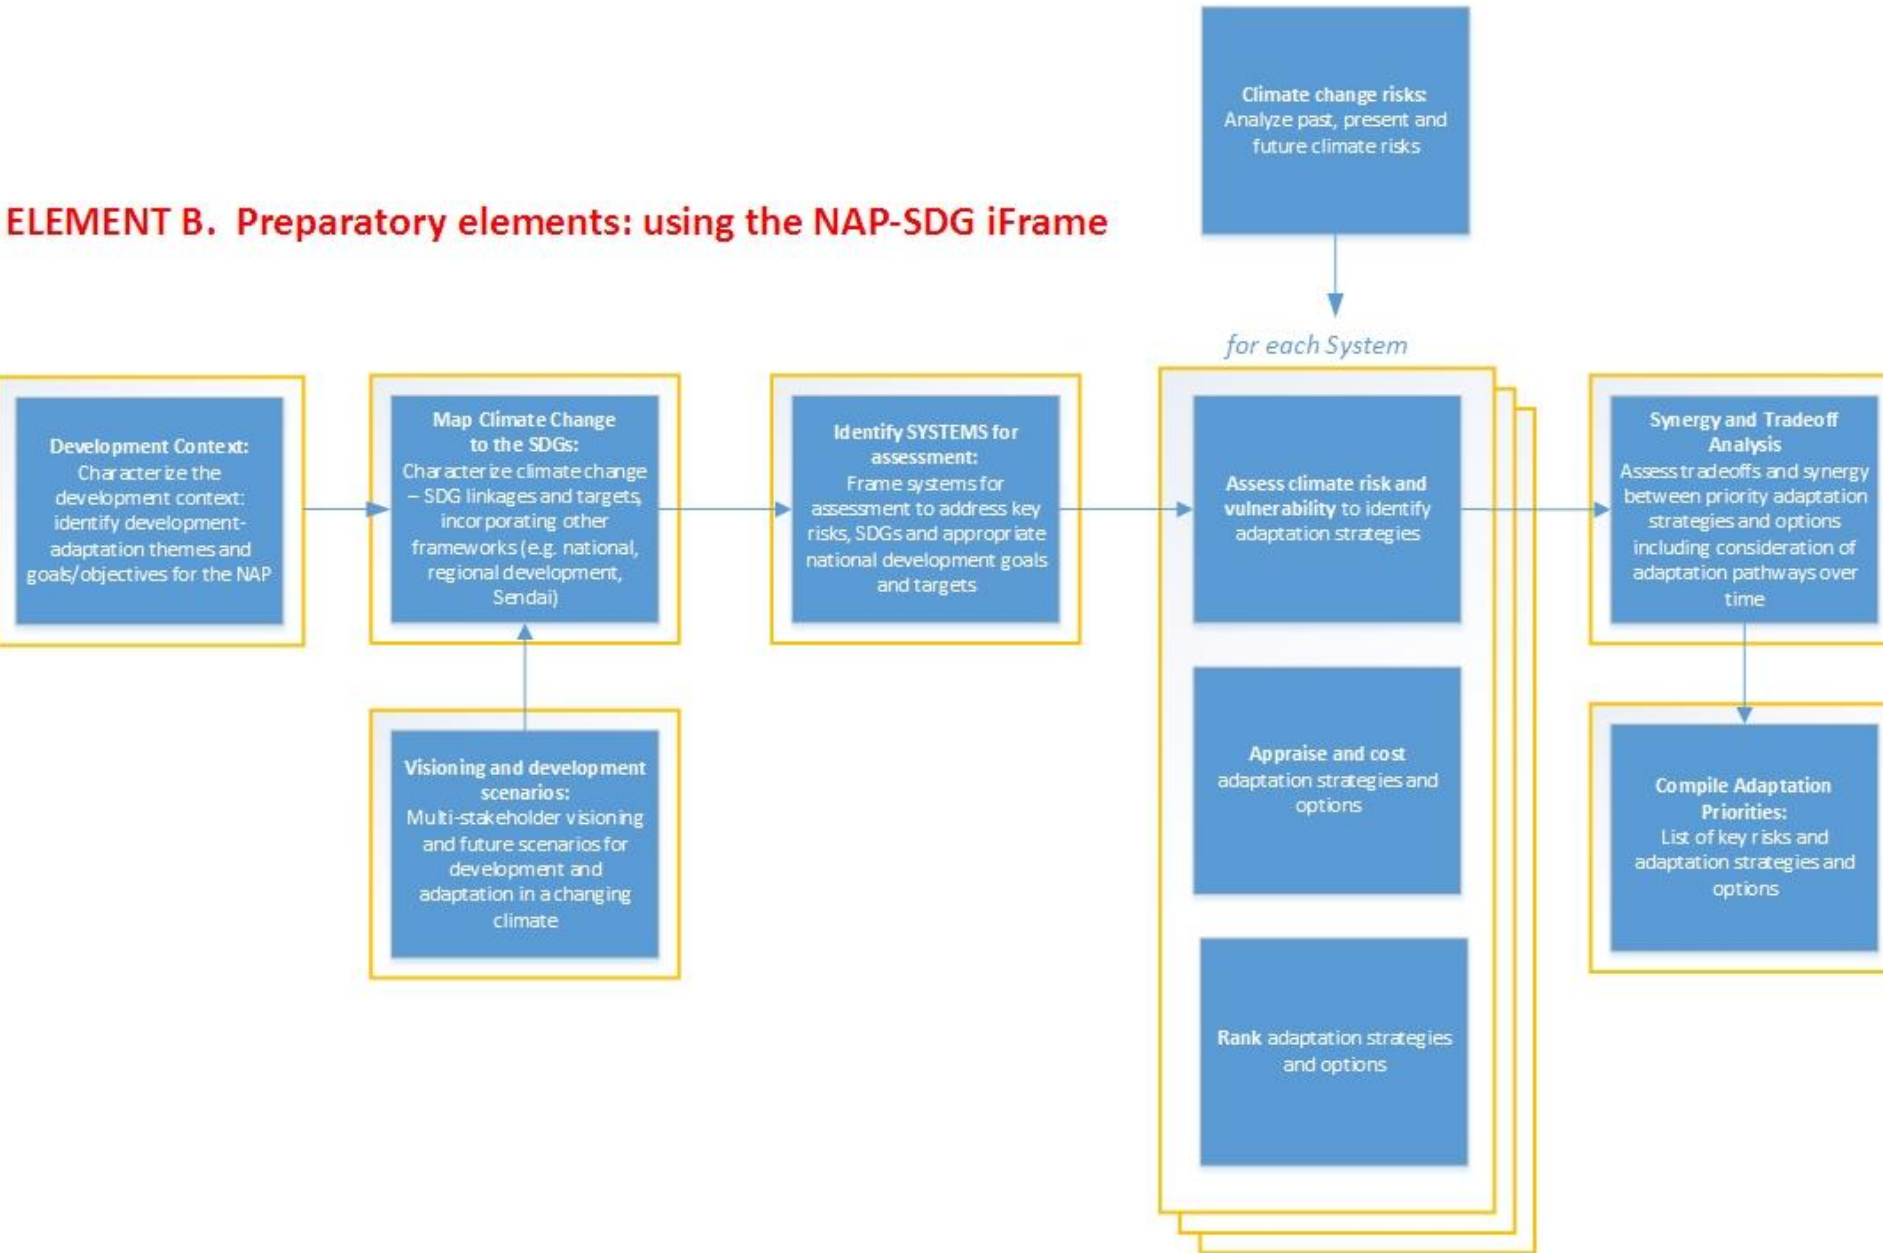 Climate change risks:
Analyze past, present and
future climate risks
ELEMENT B. Preparatory elements: using the NAP-SDG iFrame
for each System
Development Context:
Characterize the
development context:
identify development-
adaptation themes and
goals/objectives for the NAP
Map Climate Change
to the SDGs:
Characterize climate change
– SDG linkages and targets,
incorporating other
frameworks (e.g. national,
regional development,
Sendai)
Identify SYSTEMS for
assessment:
Frame systems for
assessment to address key
risks, SDGs and appropriate
national development goals
and targets
Assess climate risk and
vulnerability to identify
adaptation strategies
Synergy and Tradeoff
Analysis
Assess tradeoffs and synergy
between priority adaptation
strategies and options
including consideration of
adaptation pathways over
time
Visioning and development
scenarios:
Multi-stakeholder visioning
and future scenarios for
development and
adaptation in a changing
climate
Appraise and cost
adaptation strategies and
options
Compile Adaptation
Priorities:
List of key risks and
adaptation strategies and
options
Rank adaptation strategies
and options